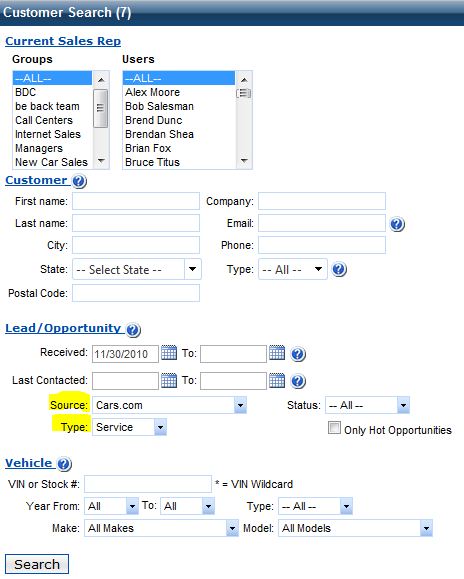 Customer Search (7)
Current Sales Rep
Groups Users
--ALL-- --ALL--
BDC Alex Moore
be back team Bob Salesman
Call Centers Brend Dunc
Internet Sales Brendan Shea
Managers Brian Fox
New Car Sales Bruce Titus
Customer ?
First name: Company:
Last name: Email: ?
City: Phone:
State: -- Select State -- Type: -- All -- ?
Postal Code:
Lead/Opportunity ?
Received: 11/30/2010 To: ?
Last Contacted: To: ?
Source: Cars.com Status: -- All --
Type: Service Only Hot Opportunities
Vehicle ?
VIN or Stock #: * = VIN Wildcard
Year From: All To: All Type: -- All --
Make: All Makes Model: All Models
Search